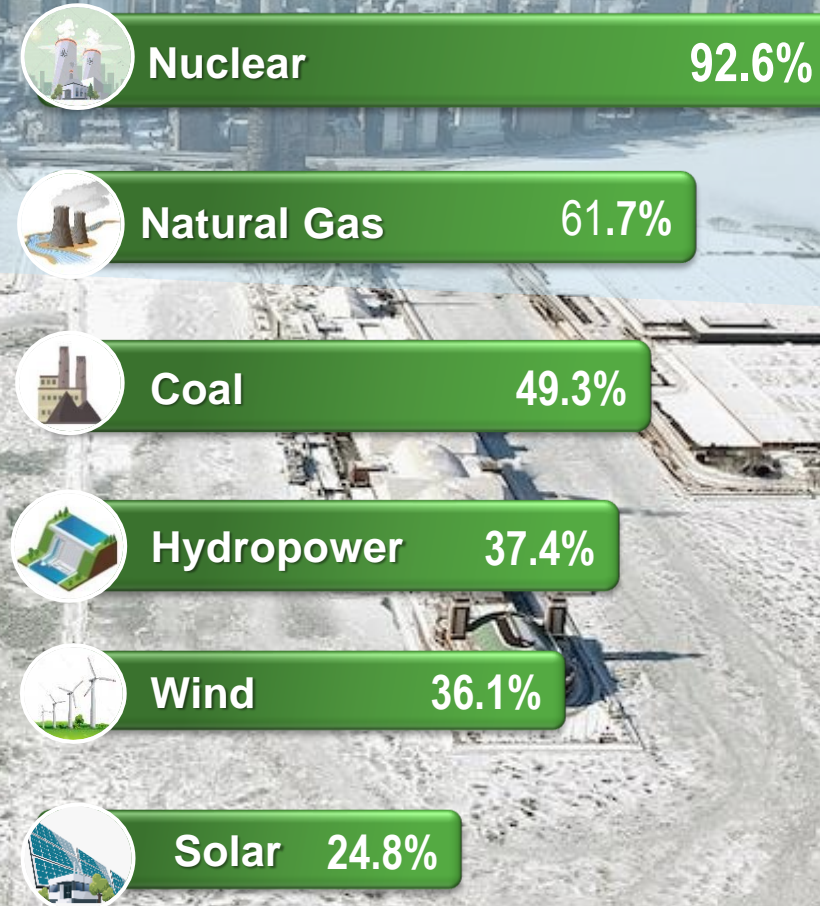 Nuclear 92.6%
Natural Gas 61.7%
Coal 49.3%
Hydropower 37.4%
Wind 36.1%
Solar 24.8%